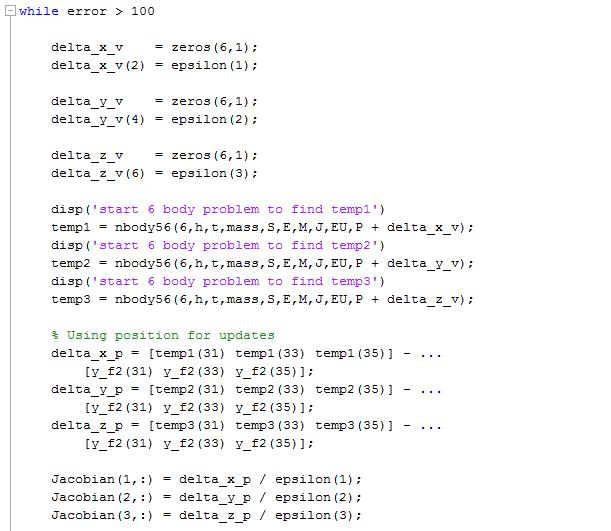 while error > 100
delta_x_v    = zeros(6,1);
delta_x_v(2) = epsilon(1);
delta_y_v    = zeros(6,1);
delta_y_v(4) = epsilon(2);
delta_z_v    = zeros(6,1);
delta_z_v(6) = epsilon(3);
disp('start 6 body problem to find temp1')
temp1 = nbody56(6,h,t,mass,S,E,M,J,EU,P + delta_x_v);
disp('start 6 body problem to find temp2')
temp2 = nbody56(6,h,t,mass,S,E,M,J,EU,P + delta_y_v);
disp('start 6 body problem to find temp3')
temp3 = nbody56(6,h,t,mass,S,E,M,J,EU,P + delta_z_v);
% Using position for updates
delta_x_p = [temp1(31) temp1(33) temp1(35)] - ...
[y_f2(31) y_f2(33) y_f2(35)];
delta_y_p = [temp2(31) temp2(33) temp2(35)] - ...
[y_f2(31) y_f2(33) y_f2(35)];
delta_z_p = [temp3(31) temp3(33) temp3(35)] - ...
[y_f2(31) y_f2(33) y_f2(35)];
Jacobian(1,:) = delta_x_p / epsilon(1);
Jacobian(2,:) = delta_y_p / epsilon(2);
Jacobian(3,:) = delta_z_p / epsilon(3);